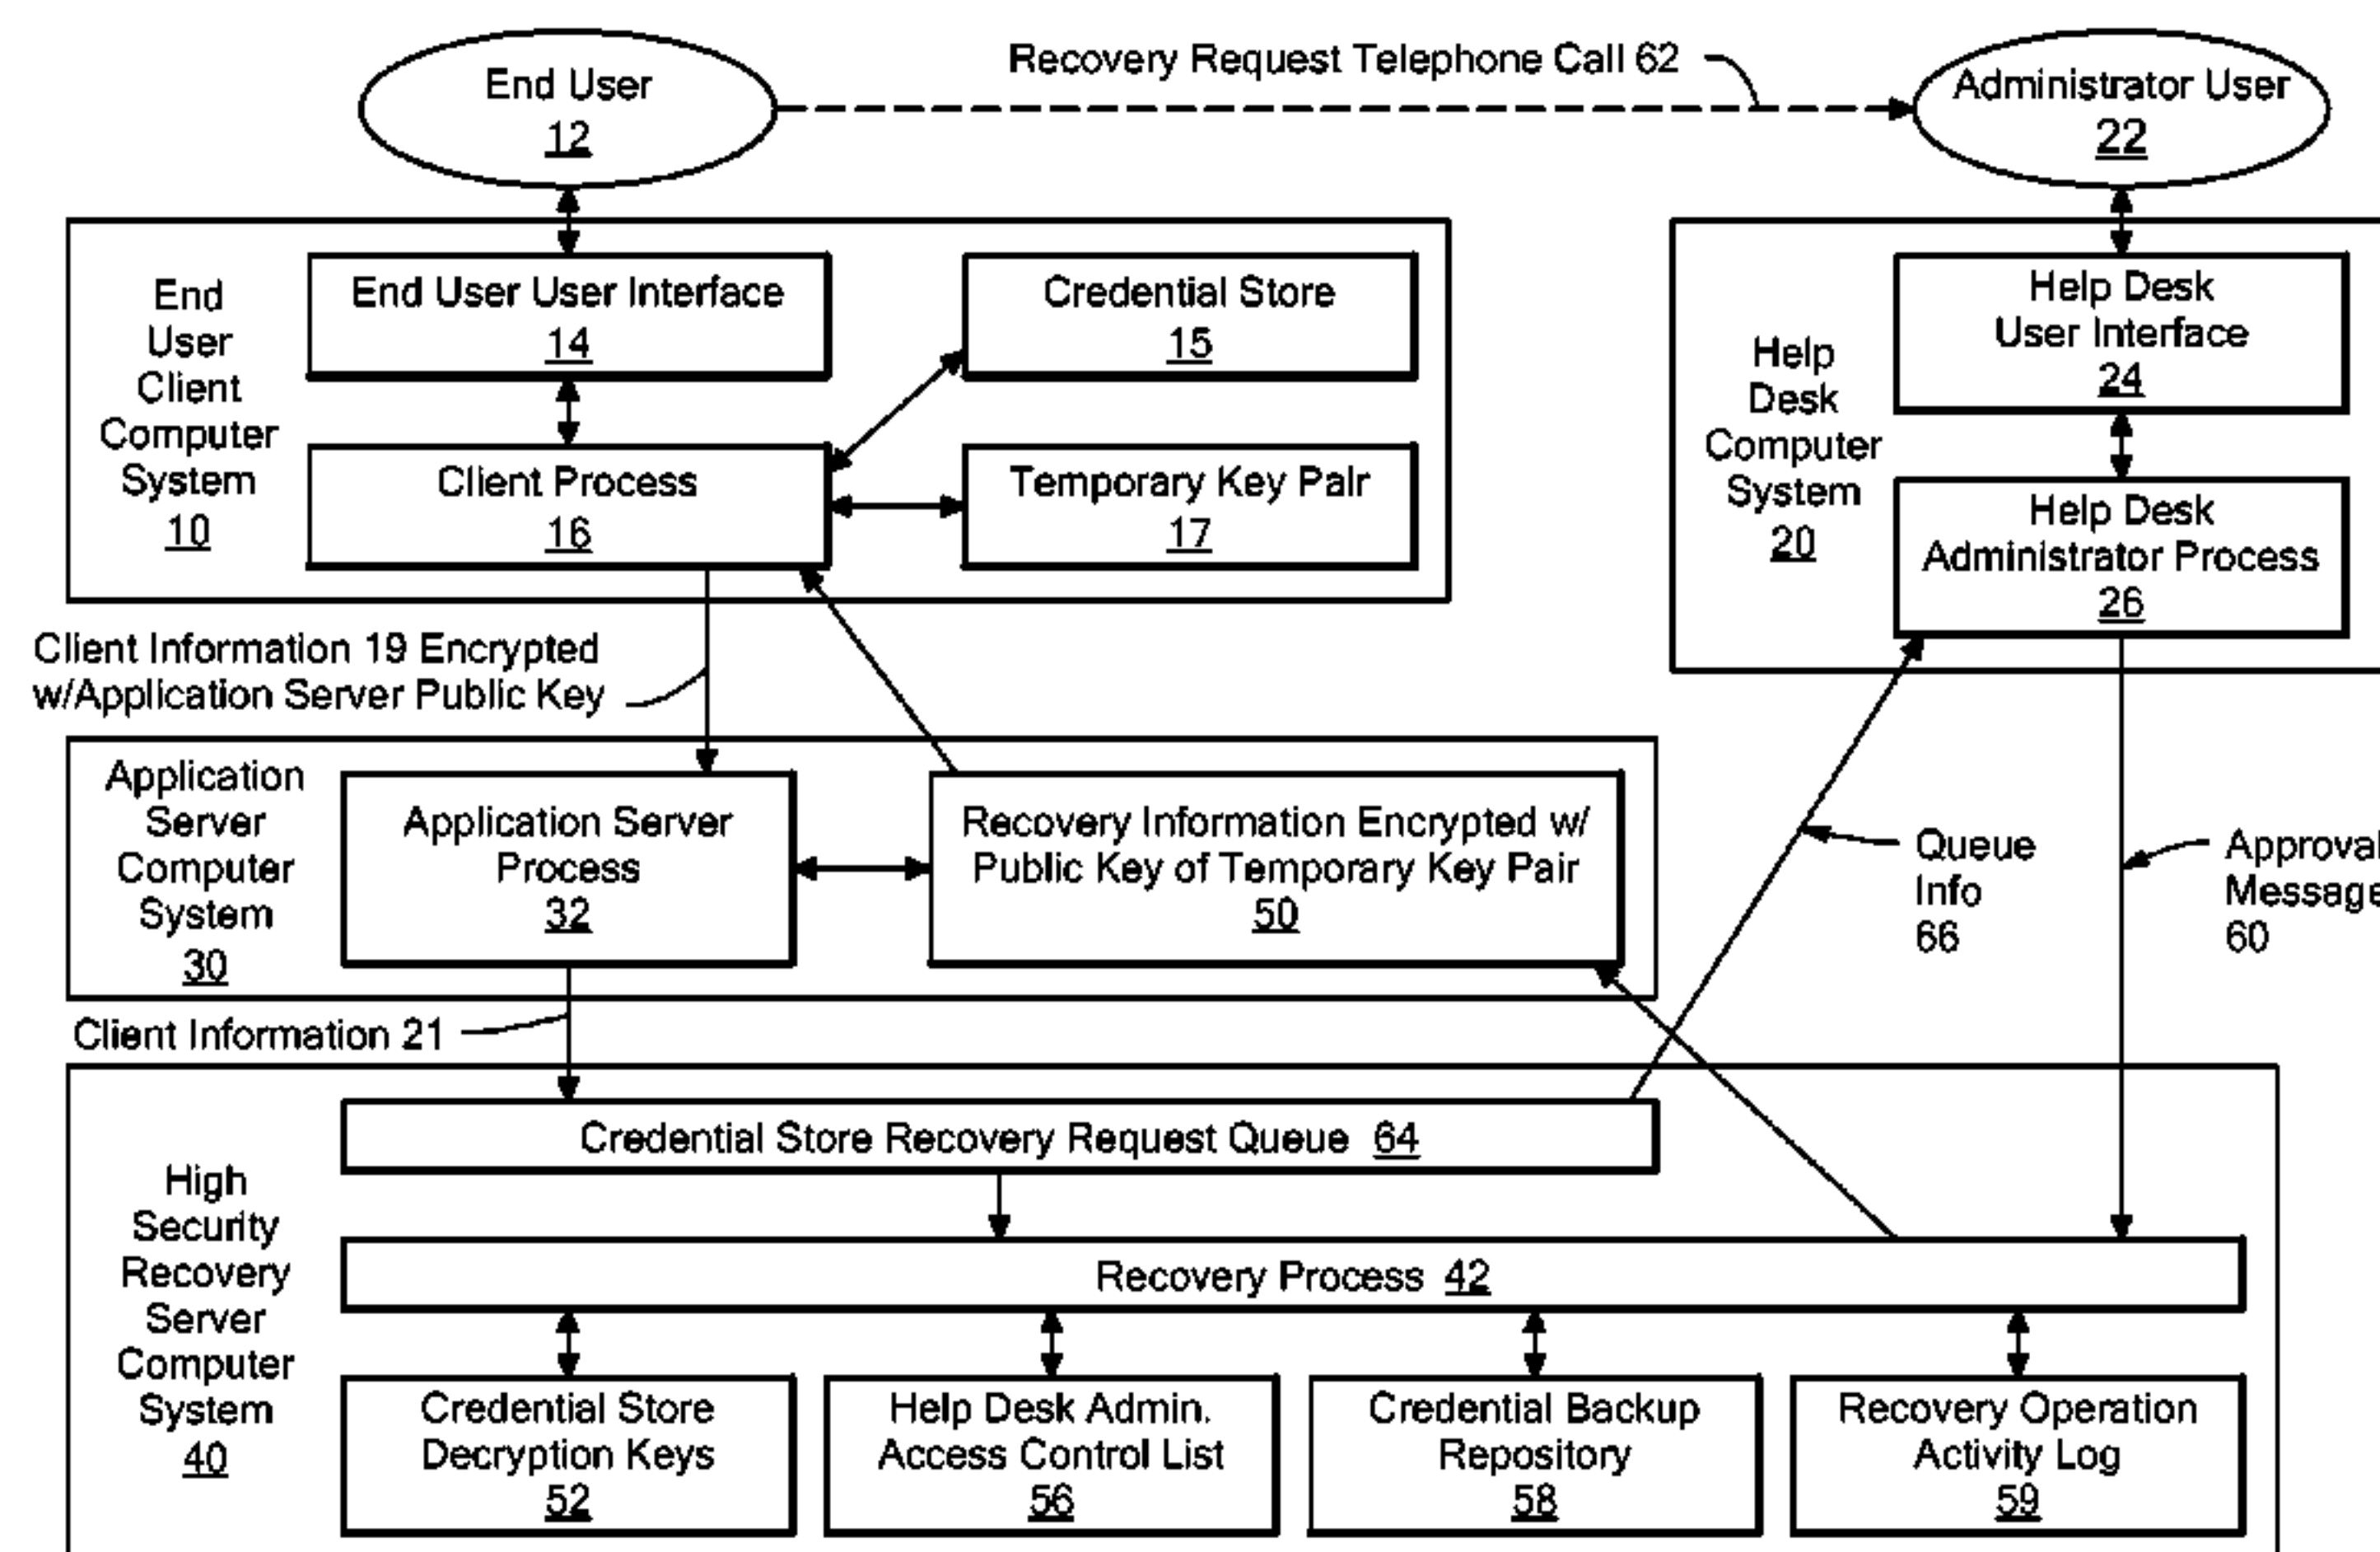 End User
12
Recovery Request Telephone Call 62
Administrator User
22
End
User
Client
Computer
System
10
End User User Interface
14
Credential Store
15
Client Process
16
Temporary Key Pair
17
Help
Desk
Computer
System
20
Help Desk
User Interface
24
Help Desk
Administrator Process
26
Client Information 19 Encrypted
w/Application Server Public Key
Application
Server
Computer
System
30
Application Server
Process
32
Recovery Information Encrypted w/
Public Key of Temporary Key Pair
50
Queue
Info
66
Approval
Message
60
Client Information 21
High
Security
Recovery
Server
Computer
System
40
Credential Store Recovery Request Queue 64
Recovery Process 42
Credential Store
Decryption Keys
52
Help Desk Admin.
Access Control List
56
Credential Backup
Repository
58
Recovery Operation
Activity Log
59